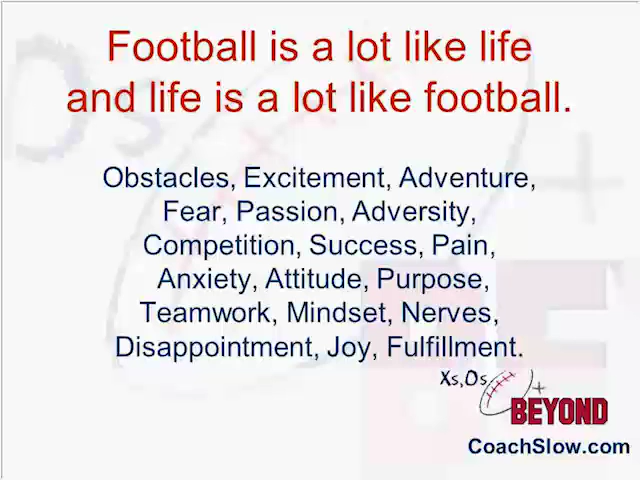 Football is a lot like life
and life is a lot like football.
Obstacles, Excitement, Adventure,
Fear, Passion, Adversity,
Competition, Success, Pain,
Anxiety, Attitude, Purpose,
Teamwork, Mindset, Nerves,
Disappointment, Joy, Fulfillment.
Xs,Os
+
BEYOND
CoachSlow.com